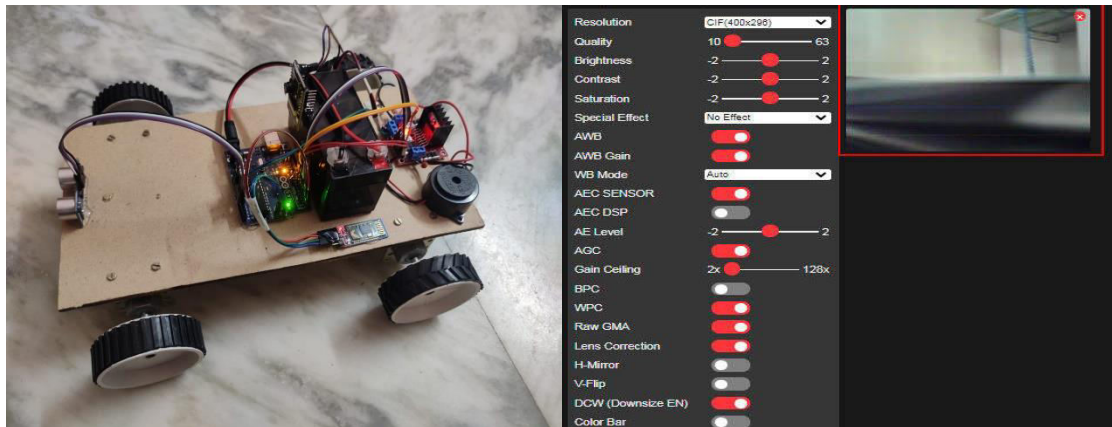 Resolution CIF(400x296)
Quality 10 63
Brightness -2 2
Contrast -2 2
Saturation -2 2
Special Effect No Effect
AWB
AWB Gain
WB Mode Auto
AEC SENSOR
AEC DSP
AE Level -2 2
AGC
Gain Ceiling 2x 128x
BPC
WPC
Raw GMA
Lens Correction
H-Mirror
V-Flip
DCW (Downsize EN)
Color Bar